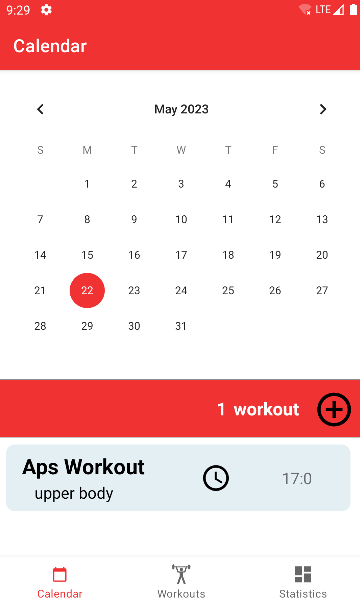 9:29 LTE
Calendar
May 2023
S M T W T F S
1 2 3 4 5 6
7 8 9 10 11 12 13
14 15 16 17 18 19 20
21 22 23 24 25 26 27
28 29 30 31
1 workout
Aps Workout
17:0
upper body
Calendar Workouts Statistics